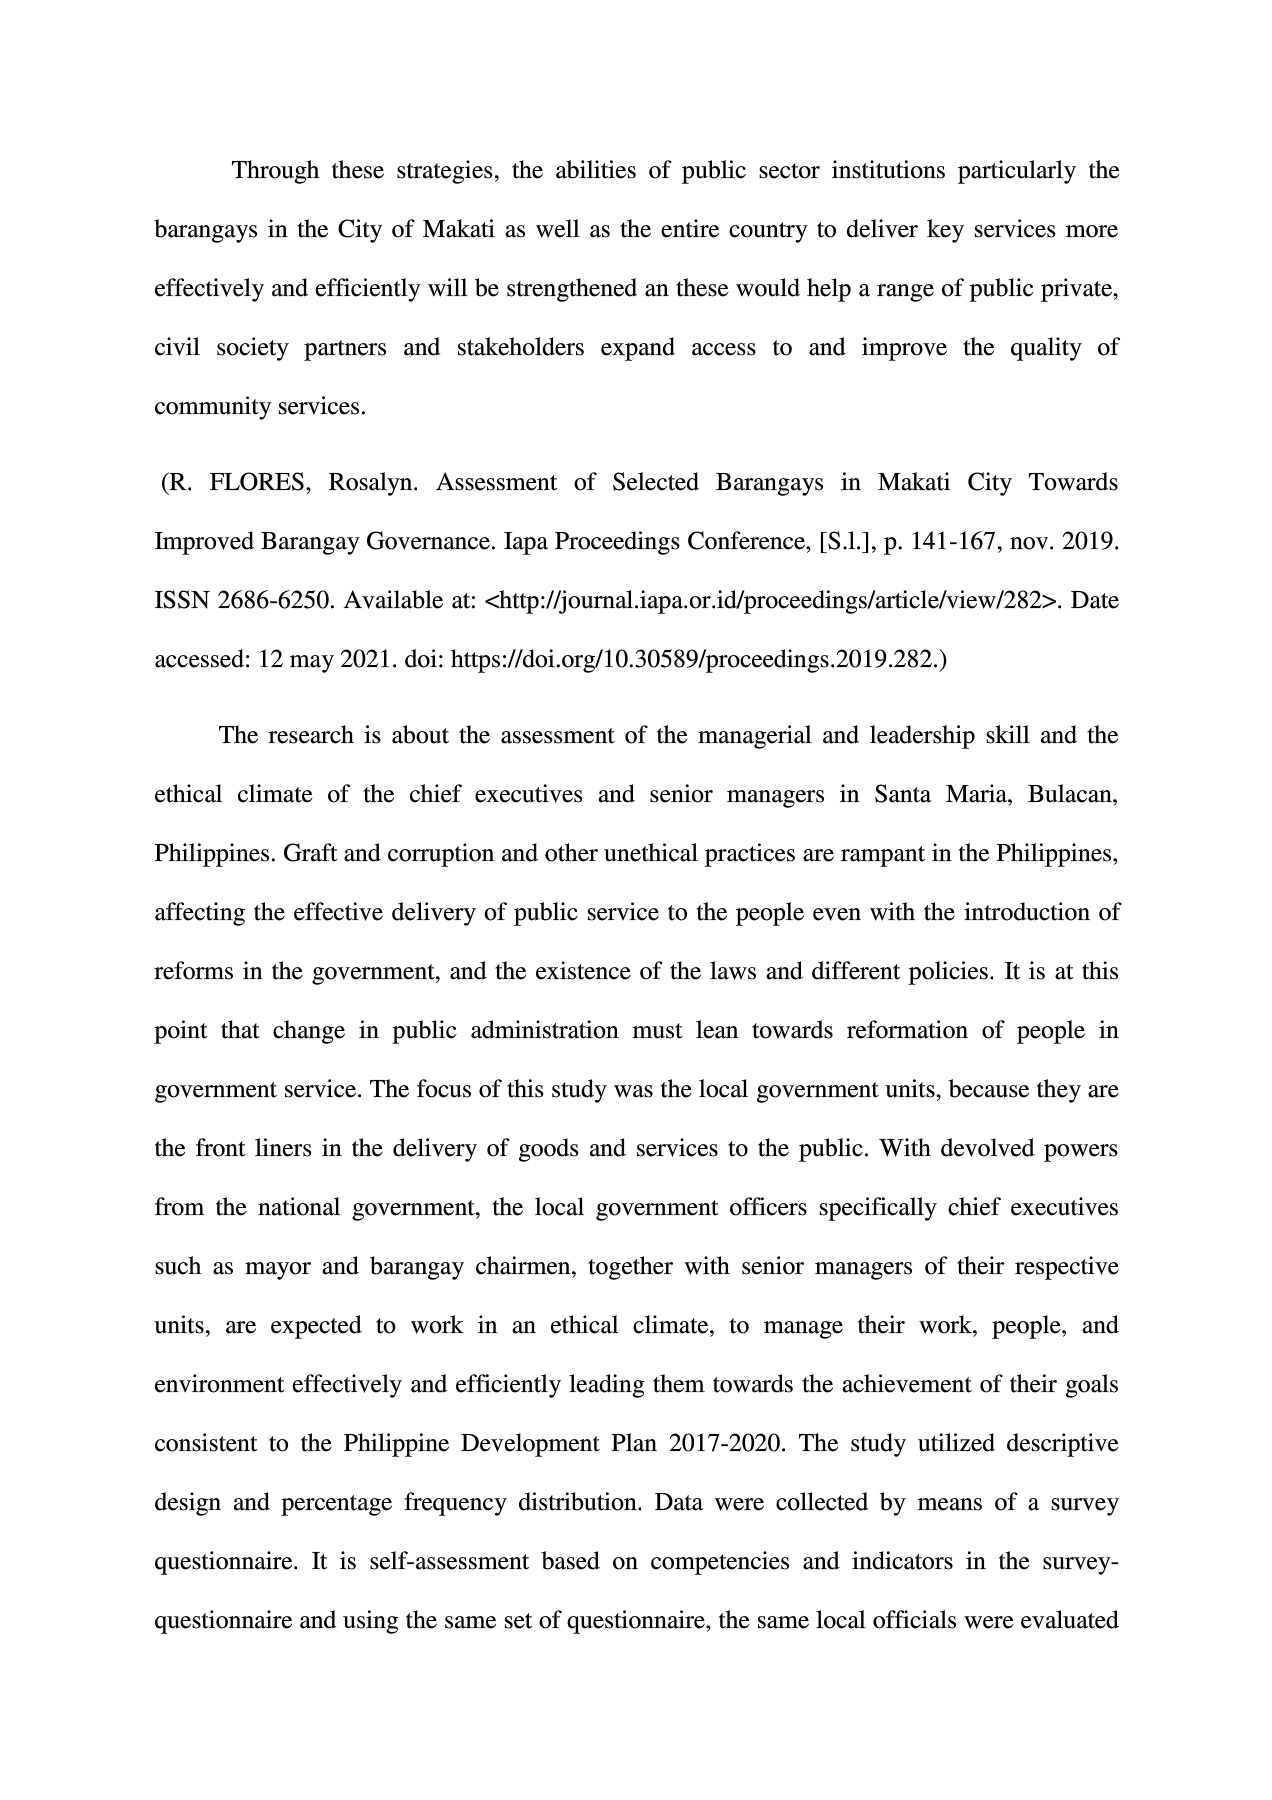 Through these strategies, the abilities of public sector institutions particularly the
barangays in the City of Makati as well as the entire country to deliver key services more
effectively and efficiently will be strengthened an these would help a range of public private,
civil society partners and stakeholders expand access to and improve the quality of
community services.
(R. FLORES, Rosalyn. Assessment of Selected Barangays in Makati City Towards
Improved Barangay Governance. Iapa Proceedings Conference, [S.l.], p. 141-167, nov. 2019.
ISSN 2686-6250. Available at: <http://journal.iapa.or.id/proceedings/article/view/282>. Date
accessed: 12 may 2021. doi: https://doi.org/10.30589/proceedings.2019.282.)
The research is about the assessment of the managerial and leadership skill and the
ethical climate of the chief executives and senior managers in Santa Maria, Bulacan,
Philippines. Graft and corruption and other unethical practices are rampant in the Philippines,
affecting the effective delivery of public service to the people even with the introduction of
reforms in the government, and the existence of the laws and different policies. It is at this
point that change in public administration must lean towards reformation of people in
government service. The focus of this study was the local government units, because they are
the front liners in the delivery of goods and services to the public. With devolved powers
from the national government, the local government officers specifically chief executives
such as mayor and barangay chairmen, together with senior managers of their respective
units, are expected to work in an ethical climate, to manage their work, people, and
environment effectively and efficiently leading them towards the achievement of their goals
consistent to the Philippine Development Plan 2017-2020. The study utilized descriptive
design and percentage frequency distribution. Data were collected by means of a survey
questionnaire. It is self-assessment based on competencies and indicators in the survey-
questionnaire and using the same set of questionnaire, the same local officials were evaluated